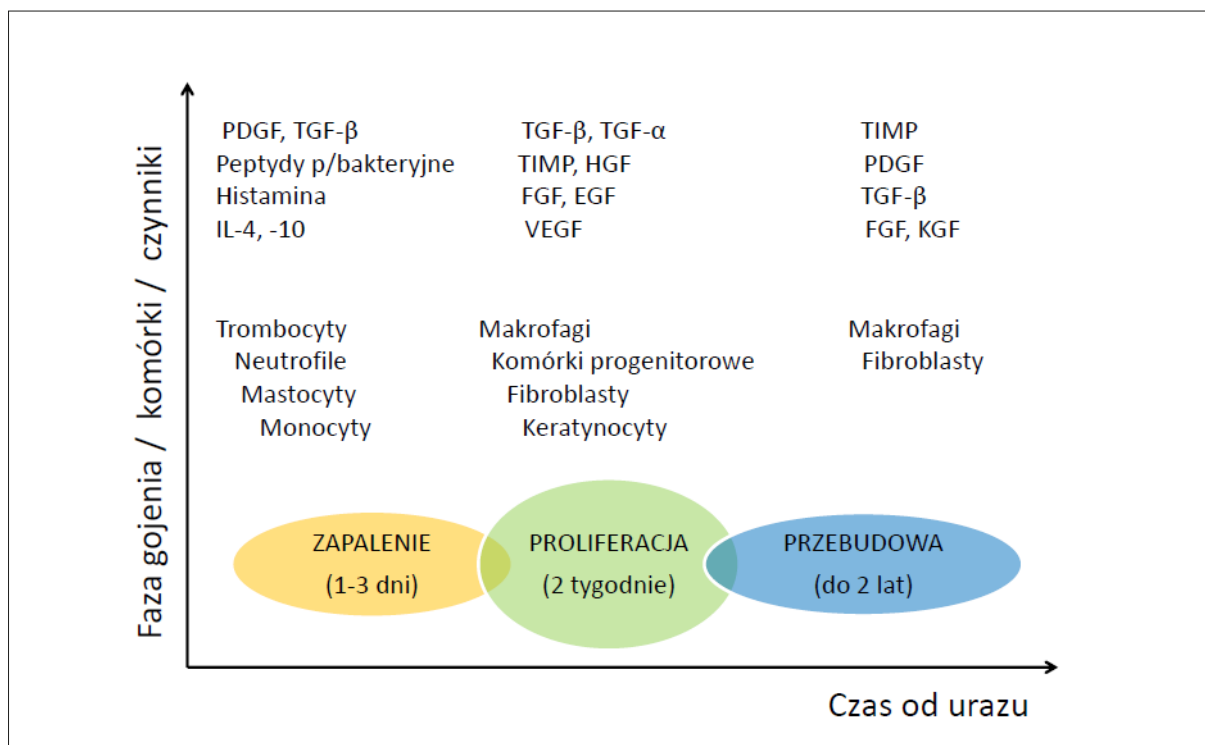 Faza gojenia / komórki / czynniki
PDGF, TGF-β
Peptydy p/bakteryjne
Histamina
IL-4, -10
TGF-β, TGF-α
TIMP, HGF
FGF, EGF
VEGF
TIMP
PDGF
TGF-β
FGF, KGF
Trombocyty
Neutrofile
Mastocyty
Monocyty
Makrofagi
Komórki progenitorowe
Fibroblasty
Keratynocyty
Makrofagi
Fibroblasty
ZAPALENIE
(1-3 dni)
PROLIFERACJA
(2 tygodnie)
PRZEBUDOWA
(do 2 lat)
Czas od urazu